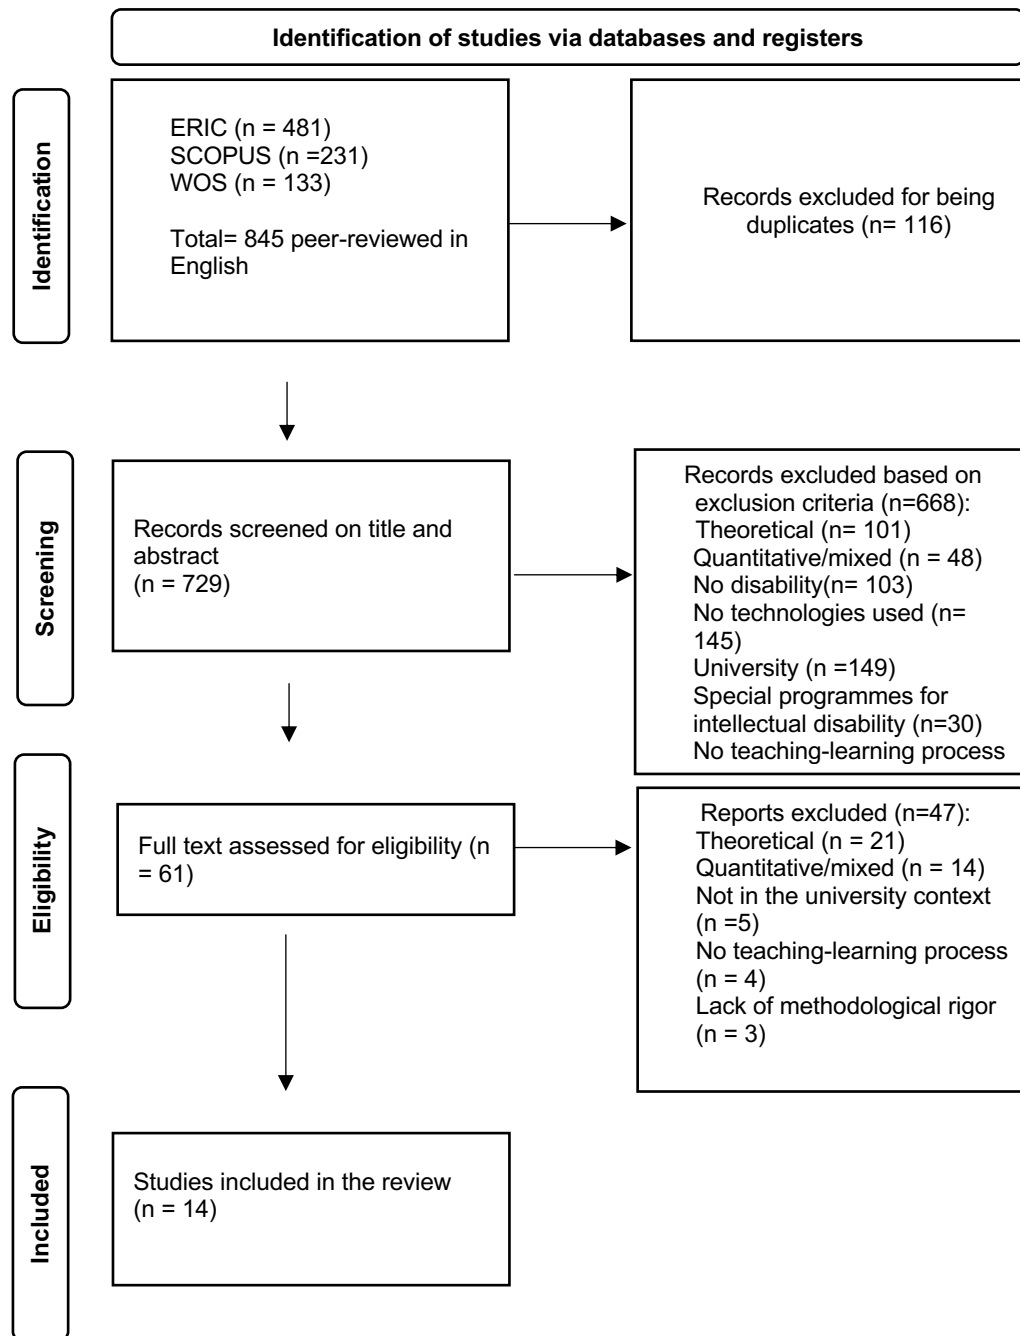 Identification of studies via databases and registers
Identification
ERIC (n = 481)
SCOPUS (n =231)
WOS = 133)
Total= 845 peer-reviewed in
English
Records excluded for being
duplicates (n= 116)
Screening
Records screened on title and
abstract
(n = 729)
Records excluded based on
exclusion criteria (n=668):
Theoretical (n= 101)
Quantitative/mixed (n = 48)
No disability(n= 103)
No technologies used (n=
145)
University (n =149)
Special programmes for
intellectual disability (n=30)
No teaching-learning process
Eligibility
Full text assessed for eligibility (n
= 61)
Reports excluded (n=47):
Theoretical (n = 21)
Quantitative/mixed (n = 14)
Not in the university context
(n =5)
No teaching-learning process
(n = 4)
Lack of methodological rigor
(n = 3)
Included
Studies included in the review
(n = 14)